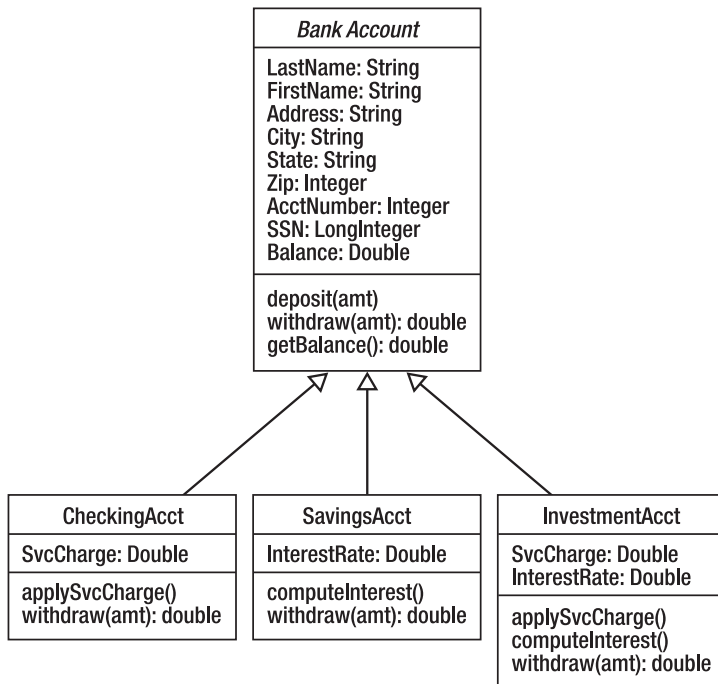 Bank Account
LastName: String
FirstName: String
Address: String
City: String
State: String
Zip: Integer
AcctNumber: Integer
SSN: LongInteger
Balance: Double
deposit(amt)
withdraw(amt): double
getBalance(): double
CheckingAcct
SvcCharge: Double
applySvcCharge()
withdraw(amt): double
SavingsAcct
InterestRate: Double
computeInterest()
withdraw(amt): double
InvestmentAcct
SvcCharge: Double
InterestRate: Double
applySvcCharge()
computeInterest()
withdraw(amt): double